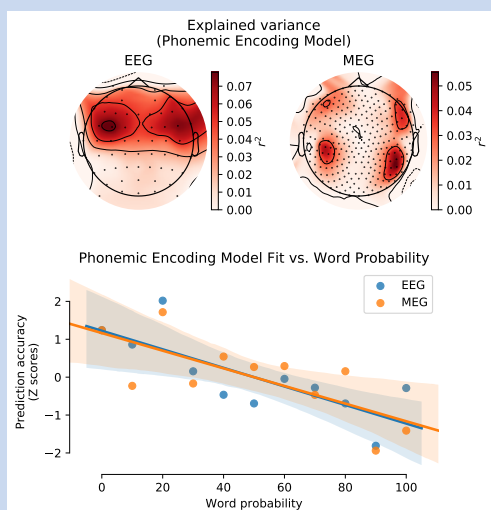 Explained variance
(Phonemic Encoding Model)
EEG
MEG
0.07
0.06
0.05
0.04
0.03
0.02
0.01
0.00
r²
0.05
0.04
0.03
0.02
0.01
0.00
r²
Phonemic Encoding Model Fit vs. Word Probability
EEG
MEG
Prediction accuracy
(Z scores)
2
1
0
−1
−2
0 20 40 60 80 100
Word probability